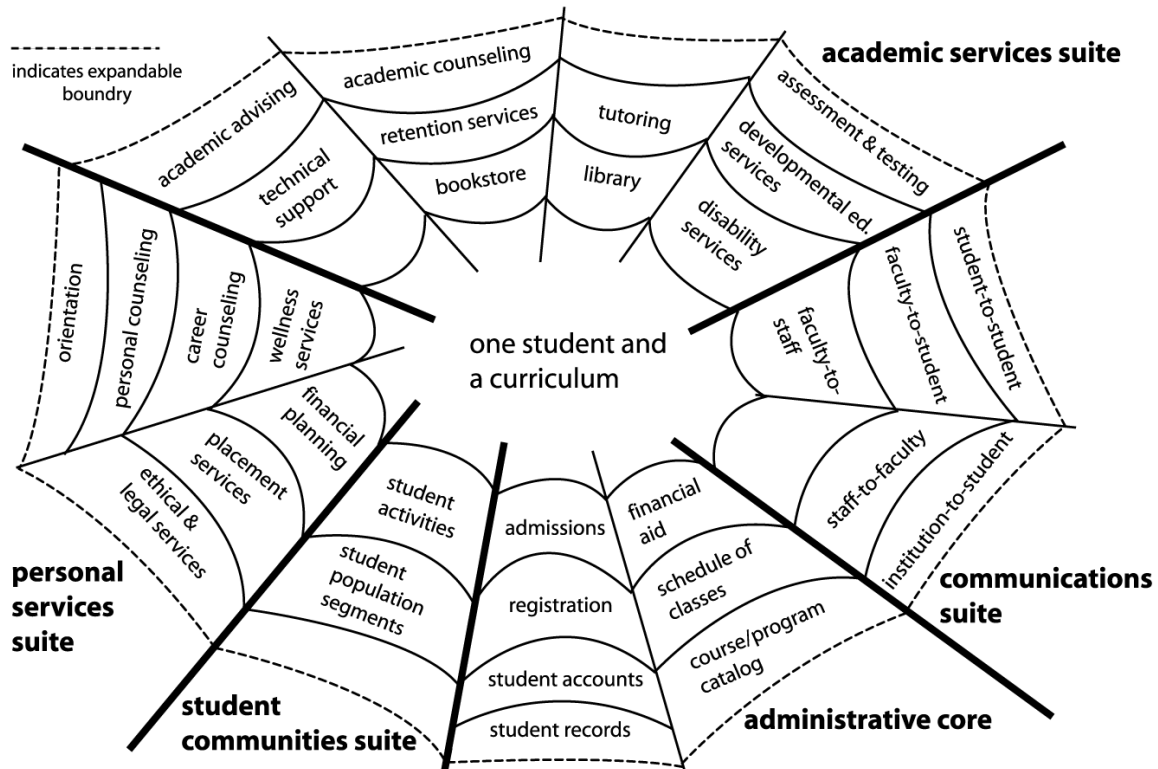 indicates expandable
boundry
academic services suite
academic advising
technical
support
academic counseling
retention services
bookstore
tutoring
library
assessment & testing
developmental ed.
services
disability
services
orientation
personal counseling
career
counseling
wellness
services
one student and
a curriculum
faculty-to-
staff
faculty-to-student
student-to-student
financial
planning
placement
services
ethical &
legal services
student
activities
student
population
segments
admissions
registration
student accounts
student records
financial
aid
schedule of
classes
course/program
catalog
staff-to-faculty
institution-to-student
personal
services
suite
student
communities suite
administrative core
communications
suite